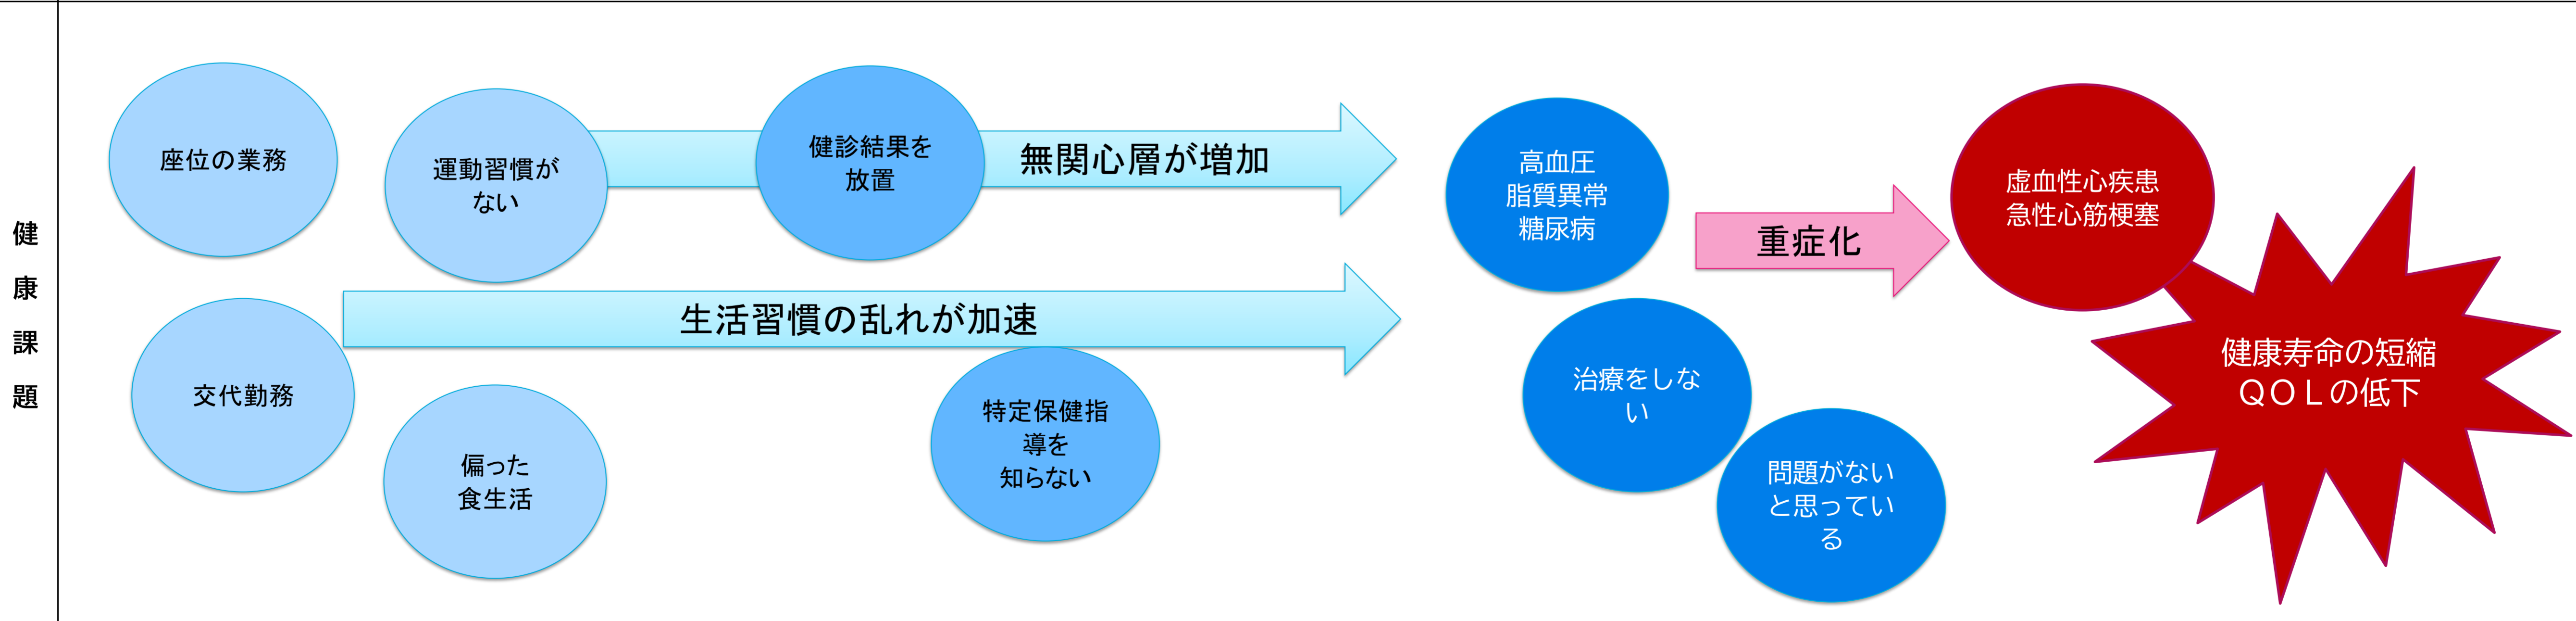 健
康
課
題
座位の業務
運動習慣が
ない
健診結果を
放置
無関心層が増加
生活習慣の乱れが加速
交代勤務
偏った
食生活
特定保健指
導を
知らない
高血圧
脂質異常
糖尿病
治療をしな
い
問題がない
と思ってい
る
重症化
虚血性心疾患
急性心筋梗塞
健康寿命の短縮
ＱＯＬの低下